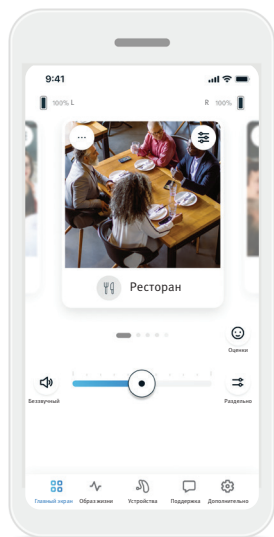 9:41
100% L
R 100%
Ресторан
Оценки
Беззвучный
Раздельно
Главный экран
Образ жизни
Устройства
Поддержка
Дополнительно